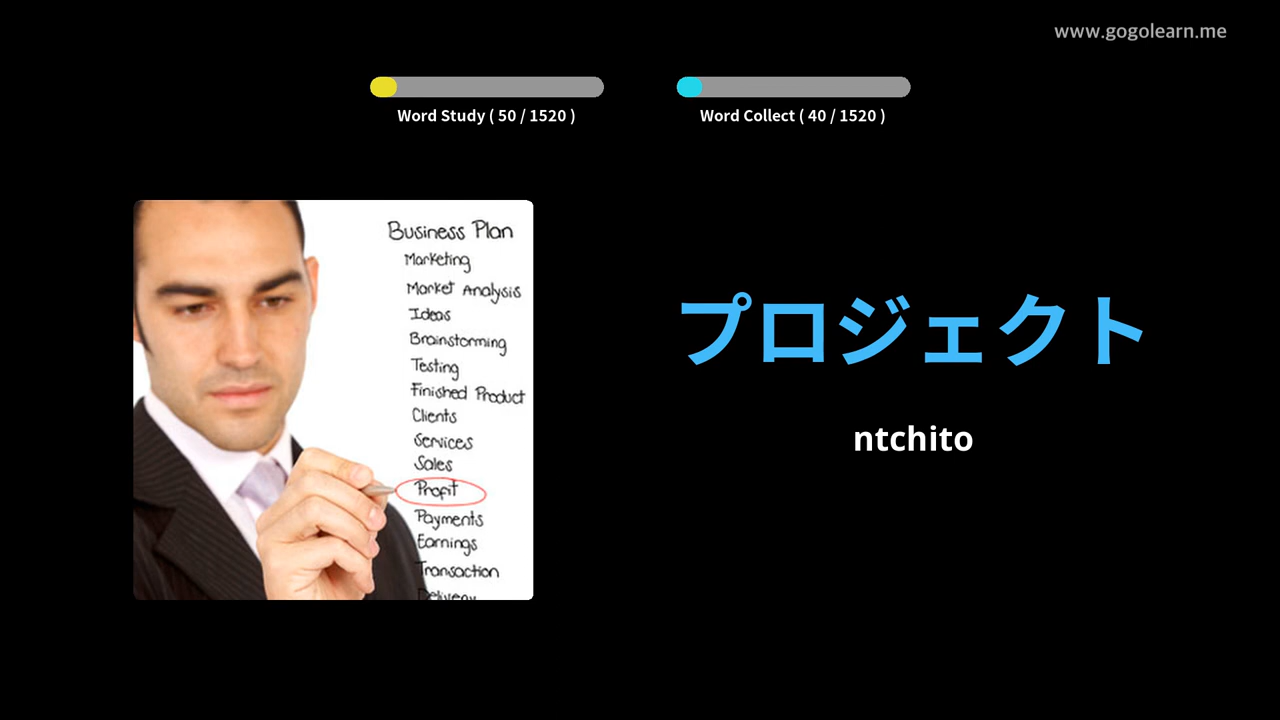 www.gogolearn.me
Word Study ( 50 / 1520 )
Word Collect ( 40 / 1520 )
Business Plan
Marketing
Market Analysis
Ideas
Brainstorming
Testing
Finished Product
Clients
Services
Sales
Profit
Payments
Earnings
Transaction
Delivery
プロジェクト
ntchito